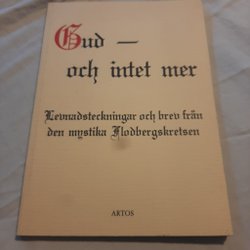 Gud —
och intet mer
Levnadsteckningar och brev från
den mystika Flodbergskretsen
ARTOS